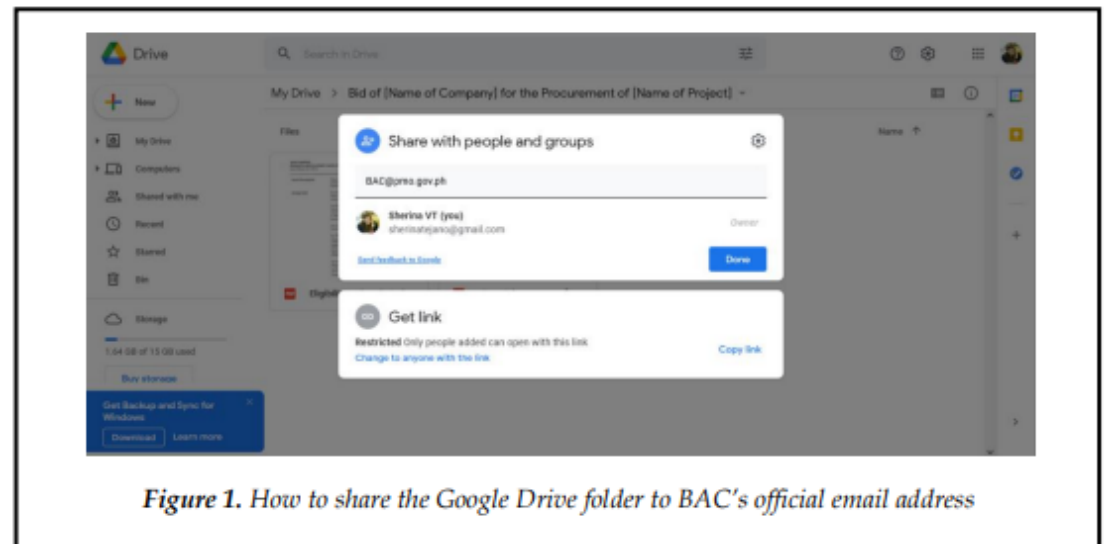 Drive
Search in Drive
New
My Drive > Bid of [Name of Company] for the Procurement of [Name of Project]
My Drive
Computers
Shared with me
Recent
Starred
Bin
Storage
1.64 GB of 15 GB used
Buy storage
Get Backup and Sync for
Windows
Download Learn more
Files
Name
Share with people and groups
BAC@pmo.gov.ph
Sherina VT (you)
sherinatejano@gmail.com
Owner
Send feedback to Google
Done
Get link
Restricted Only people added can open with this link
Change to anyone with the link
Copy link
Figure 1. How to share the Google Drive folder to BAC's official email address